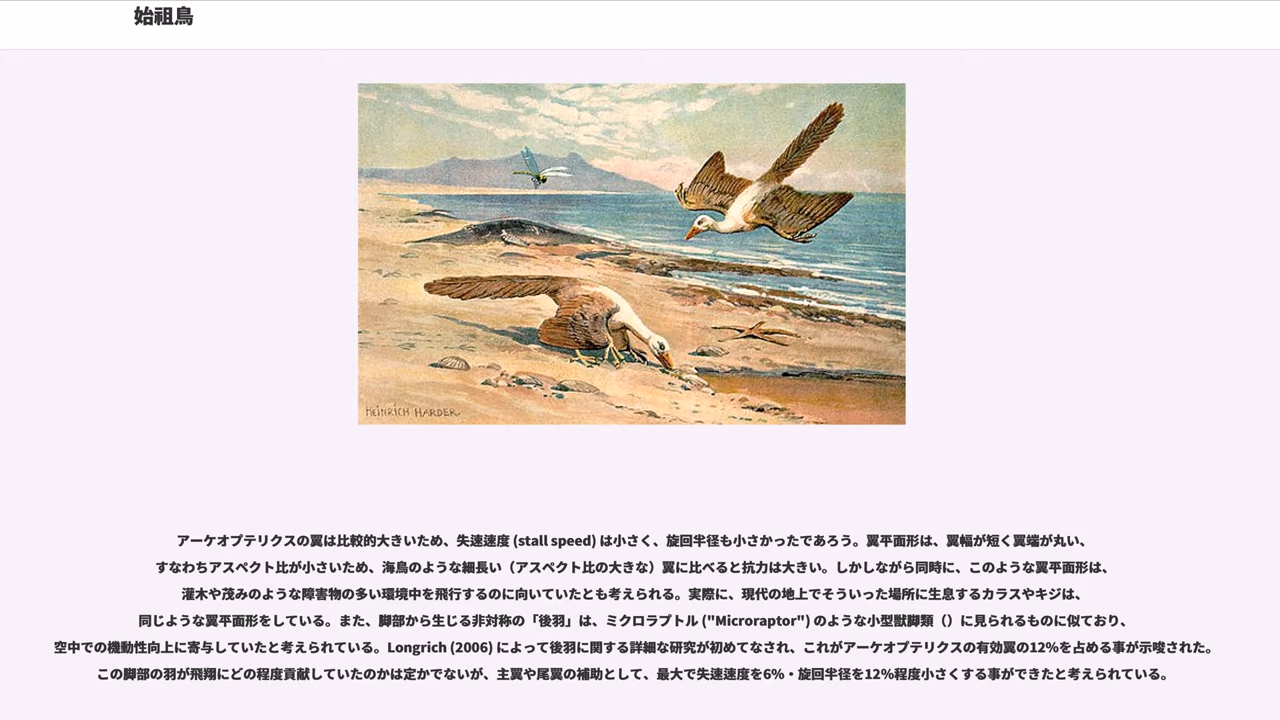 始祖鳥
HEINRICH HARDER
アーケオプテリクスの翼は比較的大きいため、失速速度 (stall speed) は小さく、旋回半径も小さかったであろう。翼平面形は、翼幅が短く翼端が丸い、
すなわちアスペクト比が小さいため、海鳥のような細長い（アスペクト比の大きな）翼に比べると抗力は大きい。しかしながら同時に、このような翼平面形は、
灌木や茂みのような障害物の多い環境中を飛行するのに向いていたとも考えられる。実際に、現代の地上でそういった場所に生息するカラスやキジは、
同じような翼平面形をしている。また、脚部から生じる非対称の「後羽」は、ミクロラプトル ("Microraptor") のような小型獣脚類（）に見られるものに似ており、
空中での機動性向上に寄与していたと考えられている。Longrich (2006) によって後羽に関する詳細な研究が初めてなされ、これがアーケオプテリクスの有効翼の12%を占める事が示唆された。
この脚部の羽が飛翔にどの程度貢献していたのかは定かでないが、主翼や尾翼の補助として、最大で失速速度を6%・旋回半径を12%程度小さくする事ができたと考えられている。